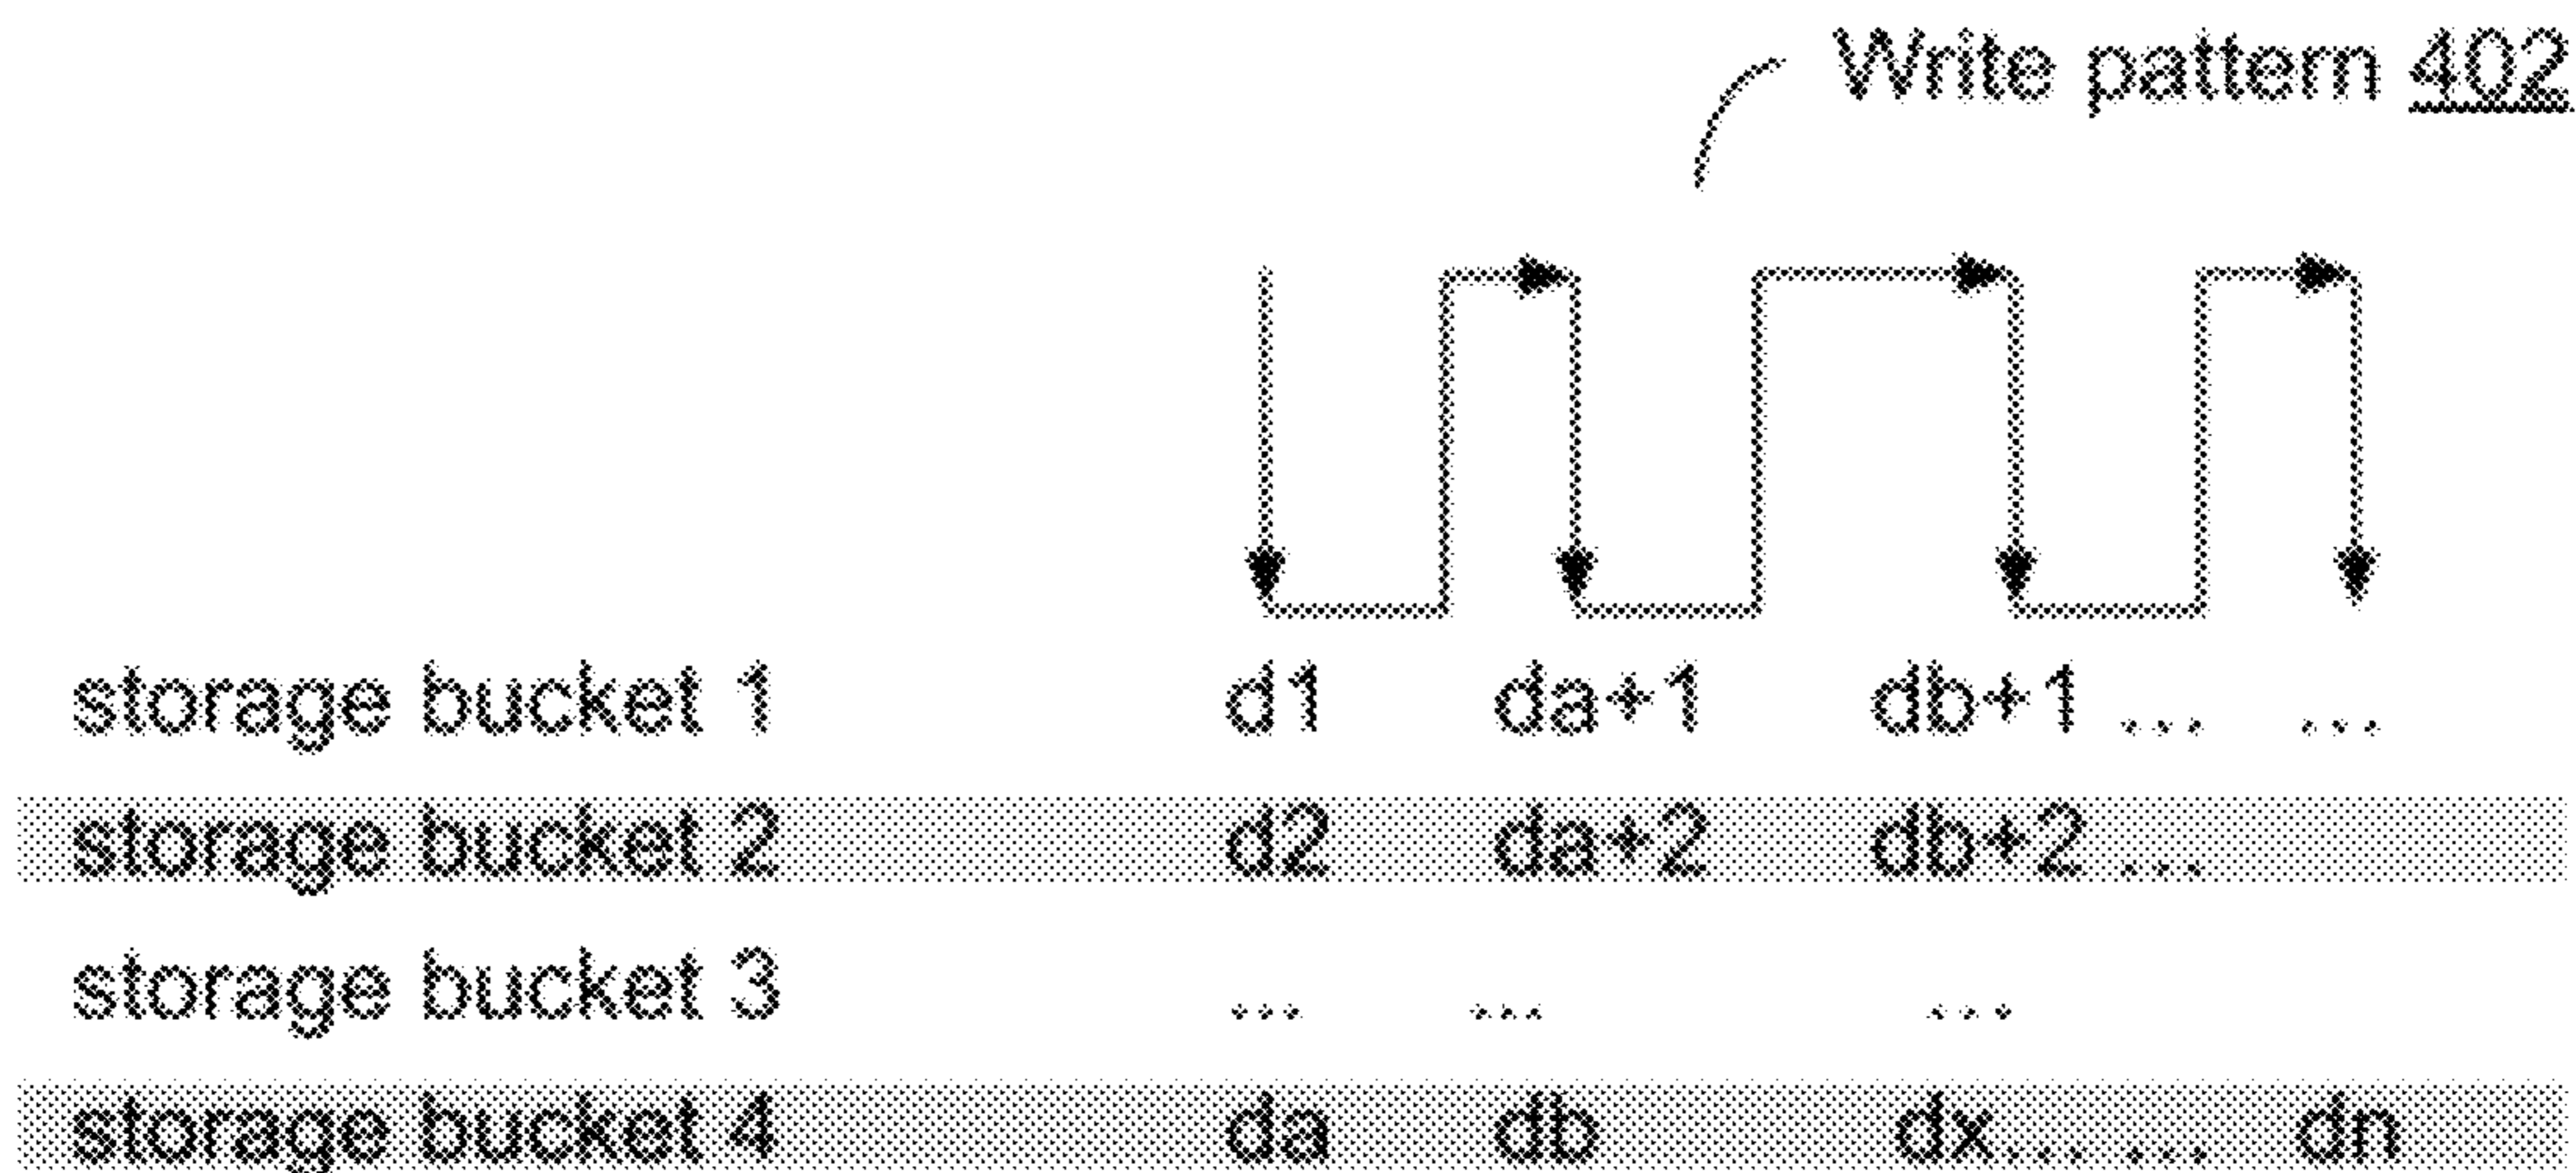 Write pattern 402
storage bucket 1 d1 da+1 db+1 ... ...
storage bucket 2 d2 da+2 db+2 ...
storage bucket 3 ... ... ...
storage bucket 4 da db dx... ... dn